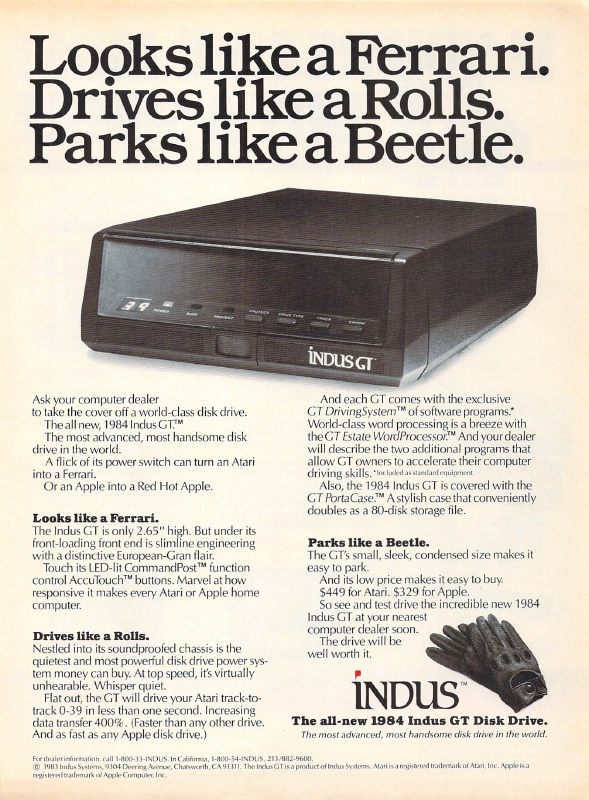 Looks like a Ferrari.
Drives like a Rolls.
Parks like a Beetle.
39
POWER
BUSY
PROTECT
PROTECT
DRIVE TYPE
TRACK
ERROR
INDUS GT
Ask your computer dealer
to take the cover off a world-class disk drive.
The all new, 1984 Indus GT.™
The most advanced, most handsome disk
drive in the world.
A flick of its power switch can turn an Atari
into a Ferrari.
Or an Apple into a Red Hot Apple.
Looks like a Ferrari.
The Indus GT is only 2.65" high. But under its
front-loading front end is slimline engineering
with a distinctive European-Gran flair.
Touch its LED-lit CommandPost™ function
control AccuTouch™ buttons. Marvel at how
responsive it makes every Atari or Apple home
computer.
Drives like a Rolls.
Nestled into its soundproofed chassis is the
quietest and most powerful disk drive power sys-
tem money can buy. At top speed, it's virtually
unhearable. Whisper quiet.
Flat out, the GT will drive your Atari track-to-
track 0-39 in less than one second. Increasing
data transfer 400%. (Faster than any other drive.
And as fast as any Apple disk drive.)
And each GT comes with the exclusive
GT DrivingSystem™ of software programs.*
World-class word processing is a breeze with
the GT Estate WordProcessor.™ And your dealer
will describe the two additional programs that
allow GT owners to accelerate their computer
driving skills. *Included as standard equipment.
Also, the 1984 Indus GT is covered with the
GT PortaCase.™ A stylish case that conveniently
doubles as a 80-disk storage file.
Parks like a Beetle.
The GT's small, sleek, condensed size makes it
easy to park.
And its low price makes it easy to buy.
$449 for Atari. $329 for Apple.
So see and test drive the incredible new 1984
Indus GT at your nearest
computer dealer soon.
The drive will be
well worth it.
INDUS™
The all-new 1984 Indus GT Disk Drive.
The most advanced, most handsome disk drive in the world.
For dealer information, call 1-800-33-INDUS. In California, 1-800-54-INDUS, 213/882-9600.
© 1983 Indus Systems, 9304 Deering Avenue, Chatsworth, CA 91311. The Indus GT is a product of Indus Systems. Atari is a registered trademark of Atari, Inc. Apple is a
registered trademark of Apple Computer, Inc.